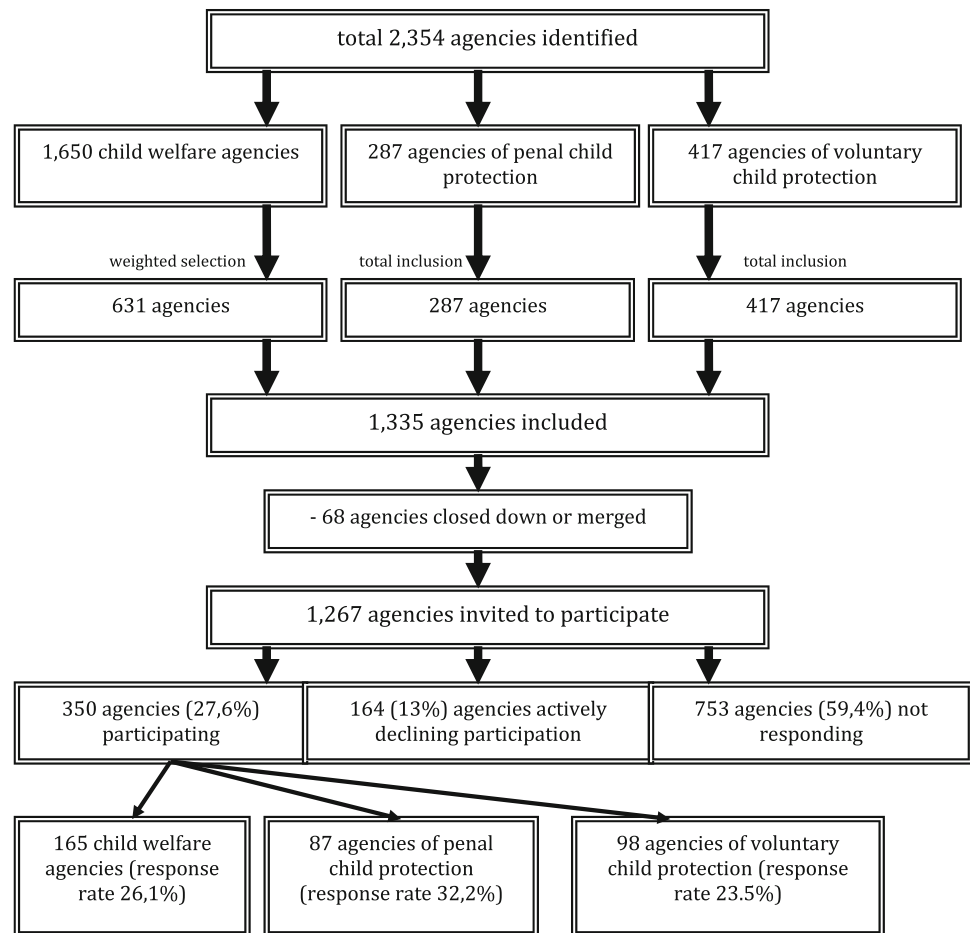 total 2,354 agencies identified
1,650 child welfare agencies
287 agencies of penal child
protection
417 agencies of voluntary
child protection
weighted selection
total inclusion
total inclusion
631 agencies
287 agencies
417 agencies
1,335 agencies included
- 68 agencies closed down or merged
1,267 agencies invited to participate
350 agencies (27,6%)
participating
164 (13%) agencies actively
declining participation
753 agencies (59,4%) not
responding
165 child welfare
agencies (response
rate 26,1%)
87 agencies of penal
child protection
(response rate 32,2%)
98 agencies of voluntary
child protection (response
rate 23.5%)